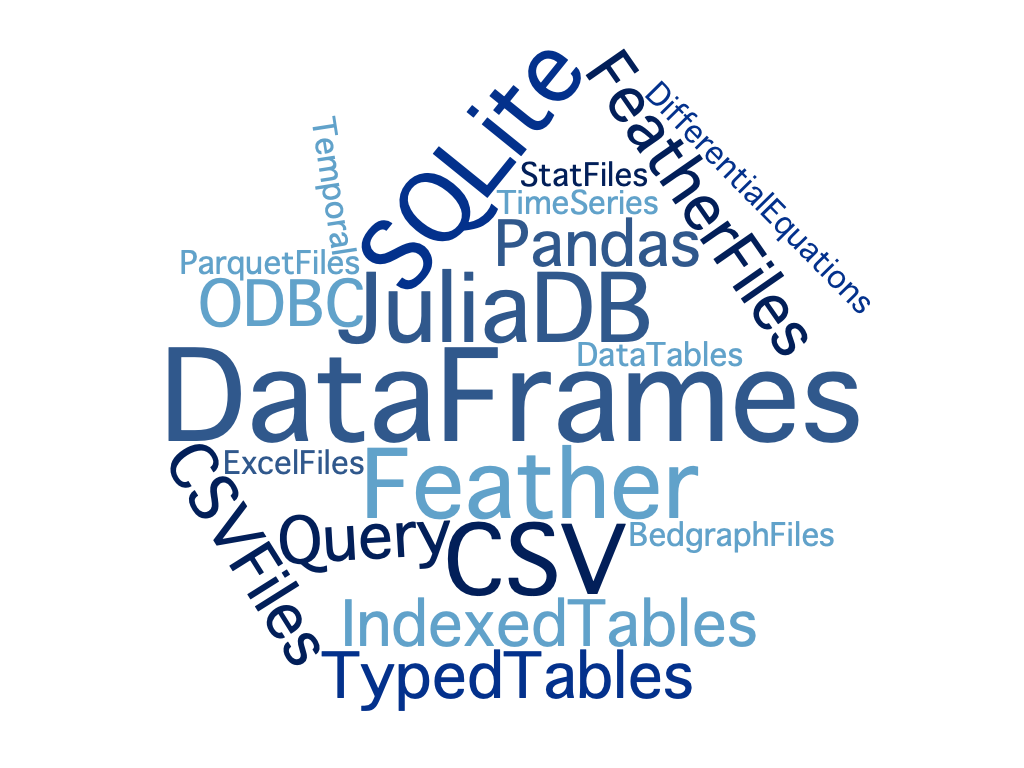 SQLite
FeatherFiles
DifferentialEquations
Temporal
StatFiles
TimeSeries
Pandas
ParquetFiles
ODBC
JuliaDB
DataTables
DataFrames
CSVFiles
ExcelFiles
Feather
Query
CSV
BedgraphFiles
IndexedTables
TypedTables